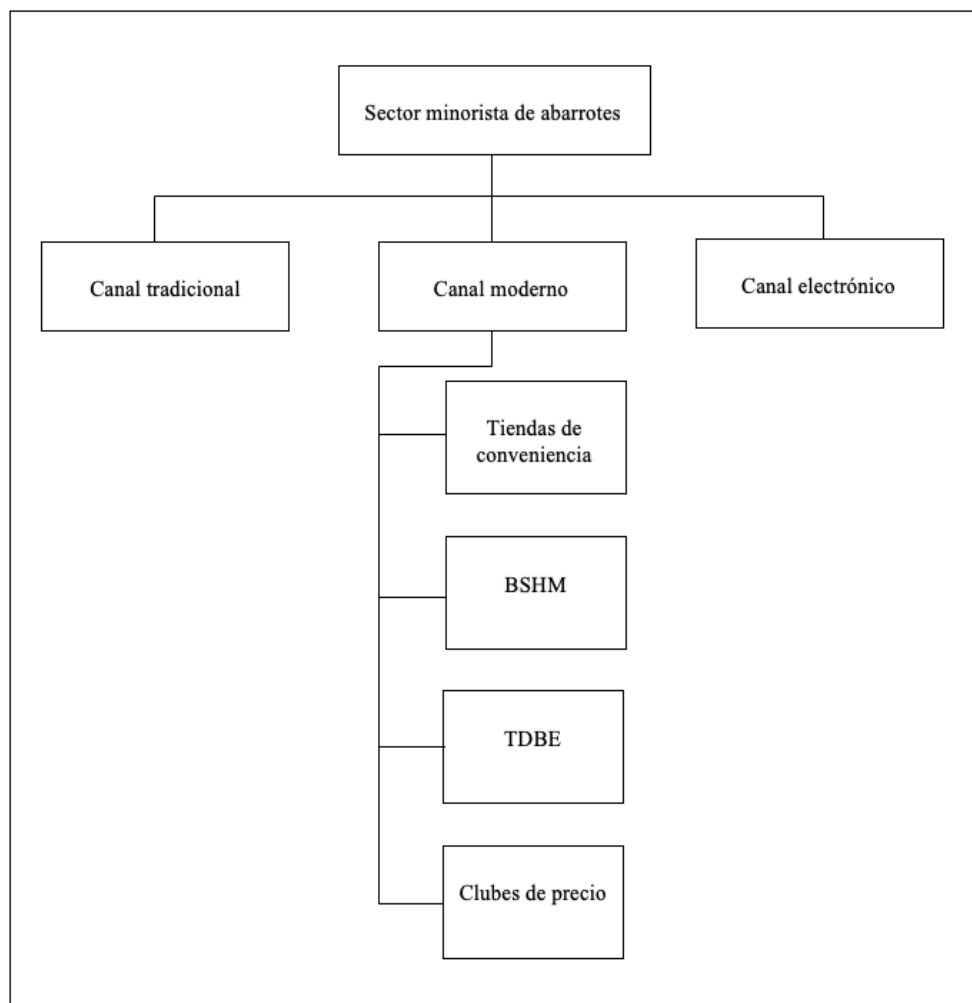 Sector minorista de abarrotes
Canal tradicional
Canal moderno
Canal electrónico
Tiendas de
conveniencia
BSHM
TDBE
Clubes de precio